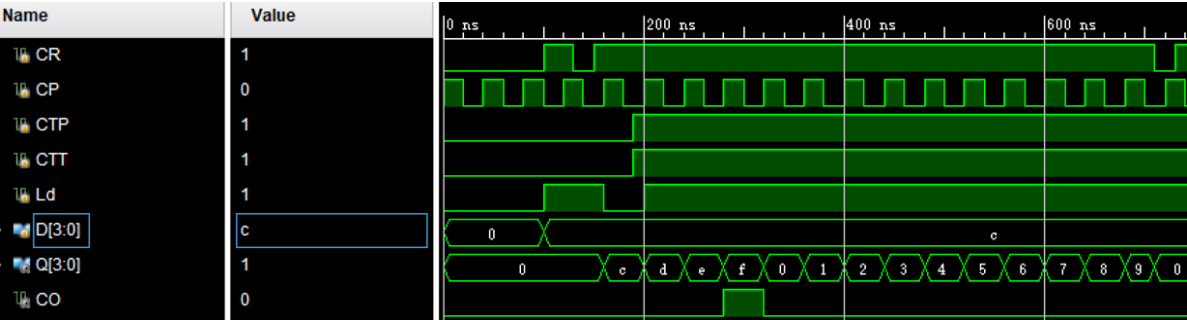 Name Value 0 ns 200 ns 400 ns 600 ns
CR 1
CP 0
CTP 1
CTT 1
Ld 1
D[3:0] c 0 c
Q[3:0] 1 0 c d e f 0 1 2 3 4 5 6 7 8 9 0
CO 0